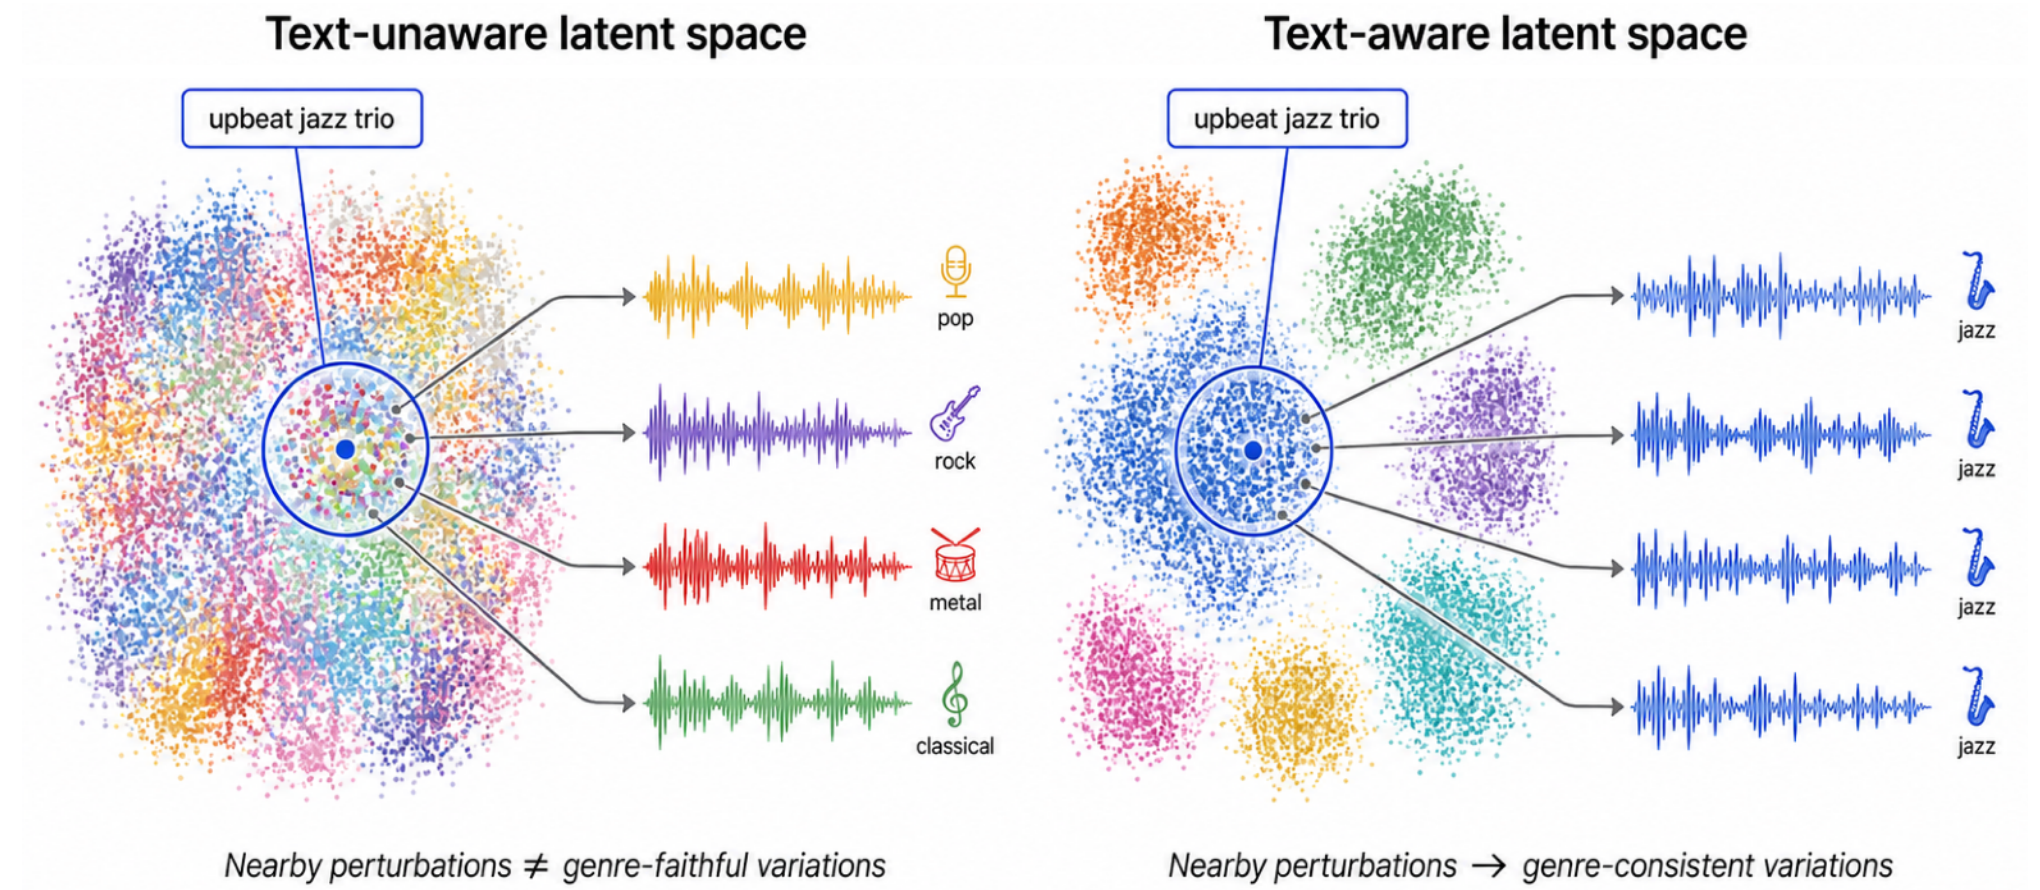 Text-unaware latent space
upbeat jazz trio
pop
rock
metal
classical
Nearby perturbations ≠ genre-faithful variations
Text-aware latent space
upbeat jazz trio
jazz
jazz
jazz
jazz
Nearby perturbations → genre-consistent variations